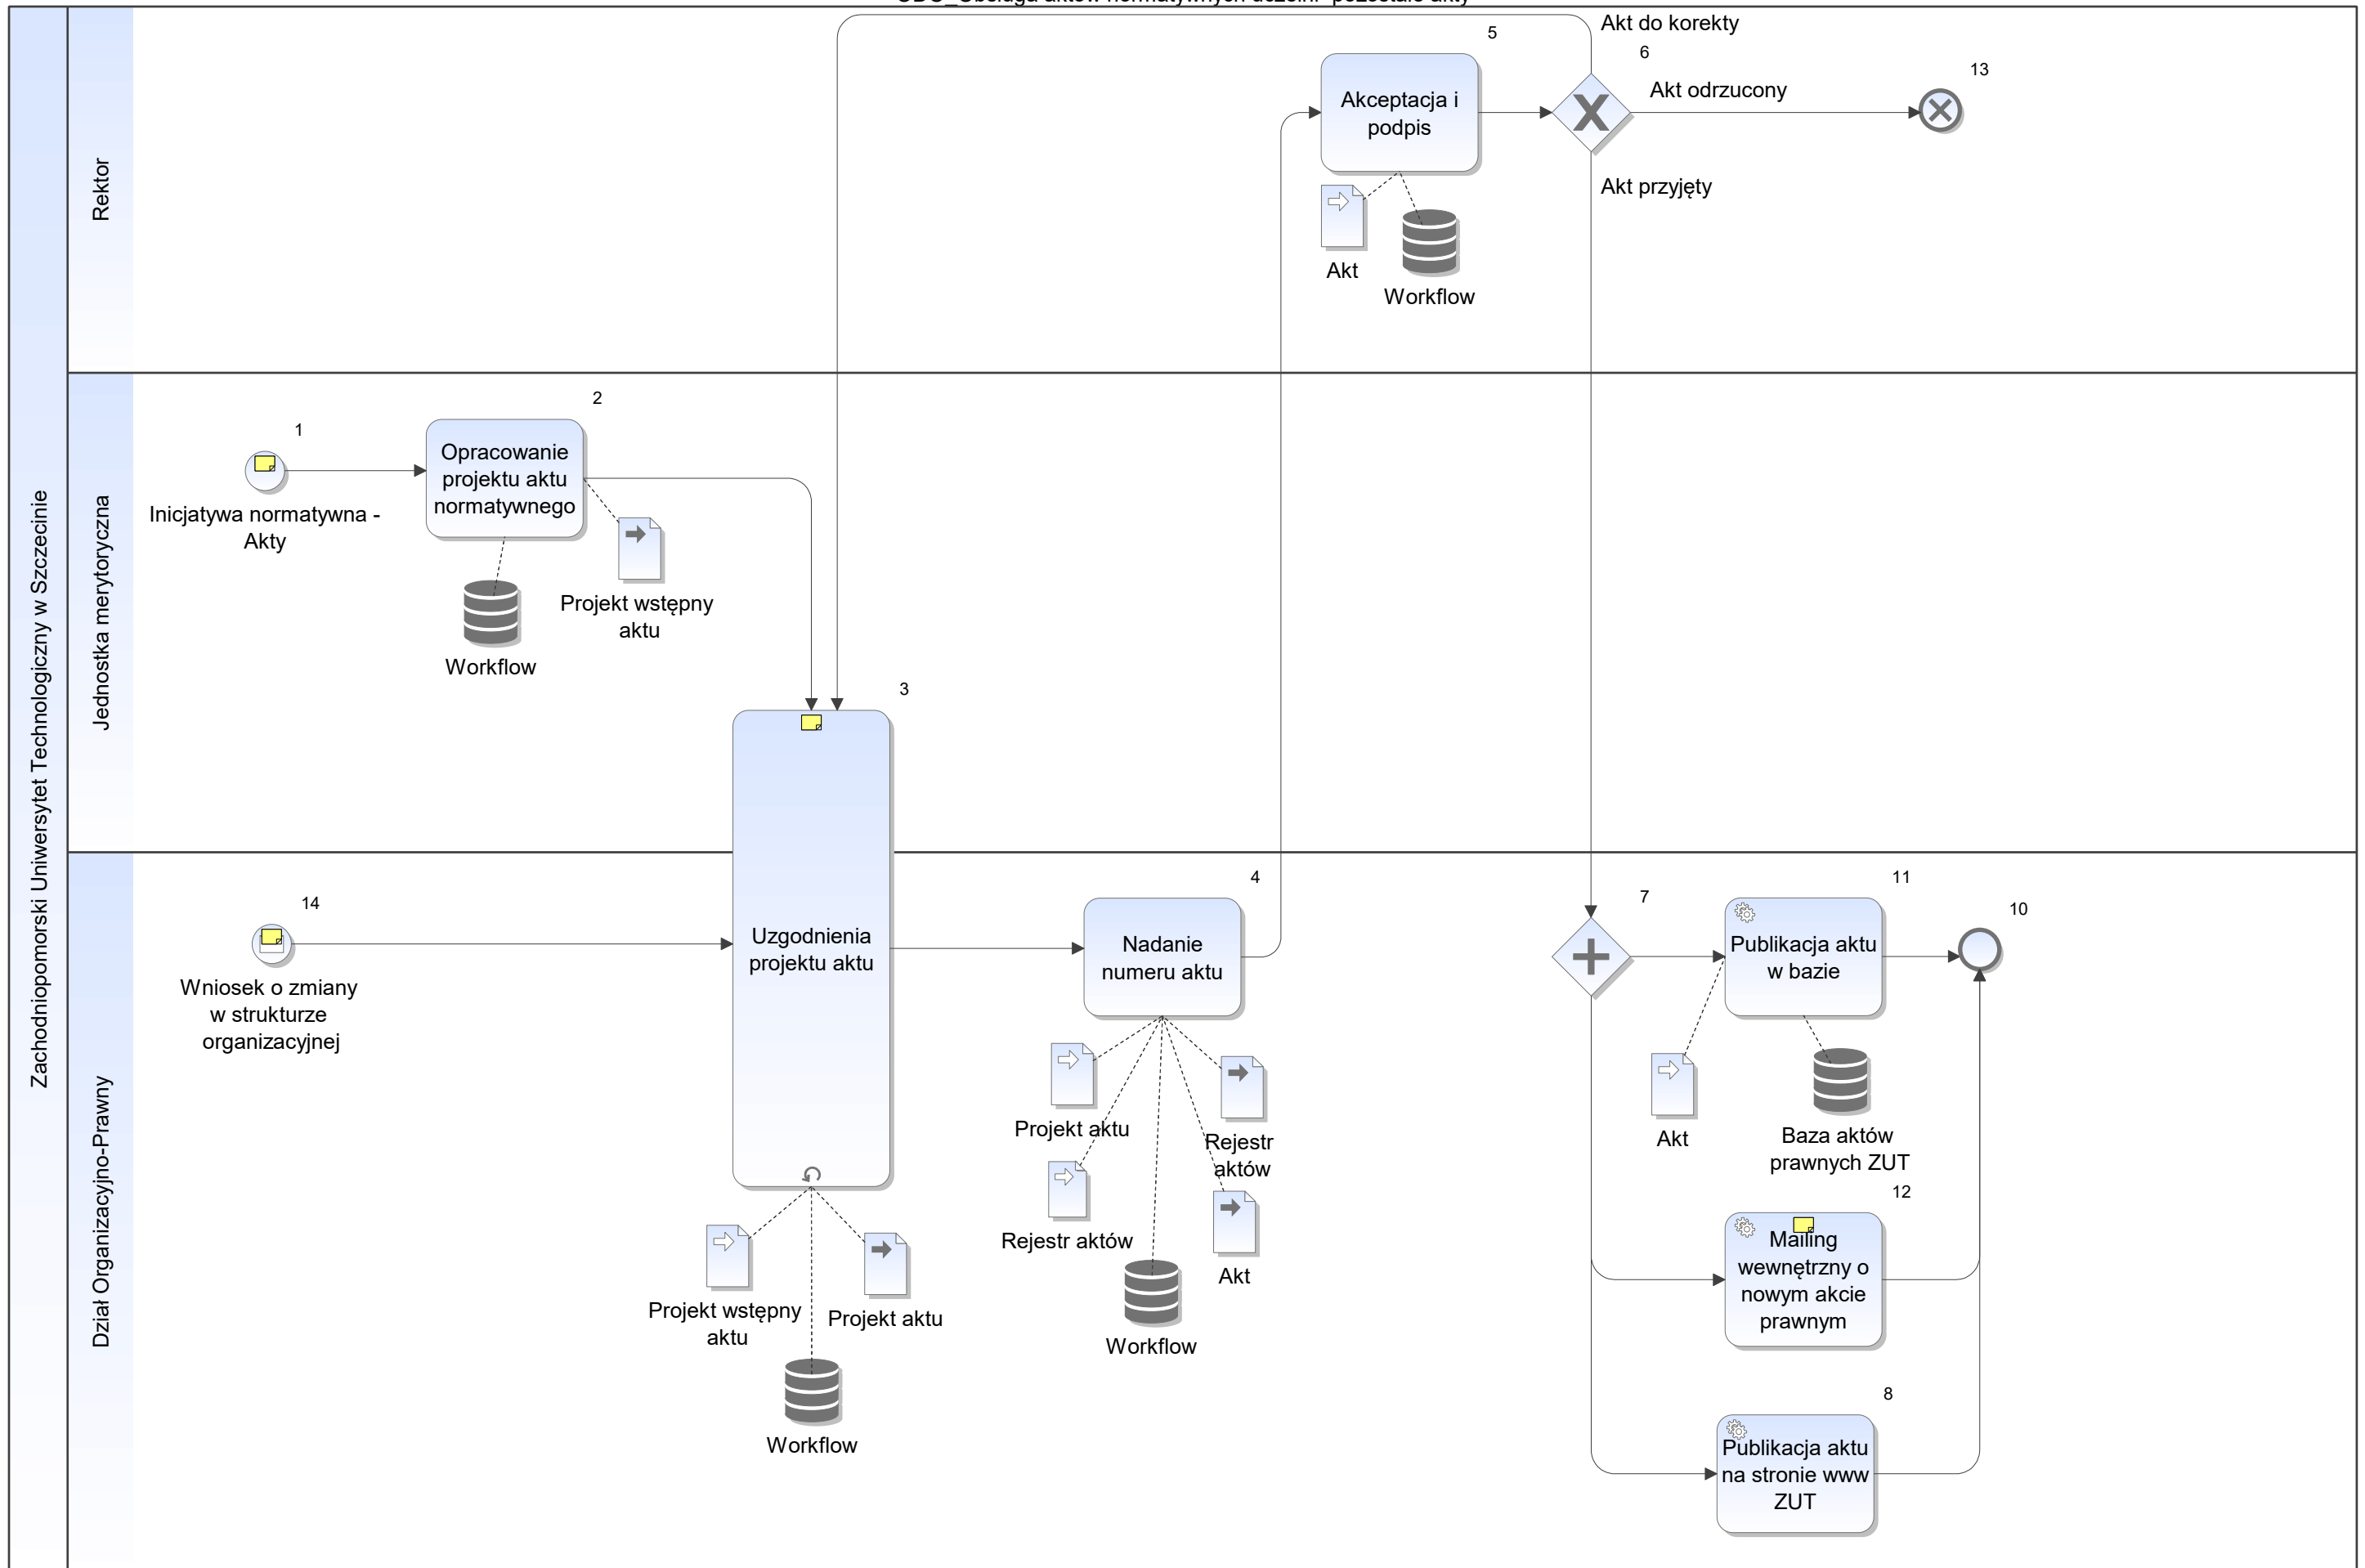 Akt do korekty
5
6
13
Akt odrzucony
Akceptacja i
podpis
Akt przyjęty
Akt
Workflow
Rektor
Zachodniopomorski Uniwersytet Technologiczny w Szczecinie
Jednostka merytoryczna
1
2
Opracowanie
projektu aktu
normatywnego
Inicjatywa normatywna -
Akty
Projekt wstępny
aktu
Workflow
3
Dział Organizacyjno-Prawny
14
Wniosek o zmiany
w strukturze
organizacyjnej
Uzgodnienia
projektu aktu
Projekt wstępny
aktu
Projekt aktu
Workflow
4
Nadanie
numeru aktu
Projekt aktu
Rejestr
aktów
Rejestr aktów
Akt
Workflow
7
11
10
Publikacja aktu
w bazie
Akt
Baza aktów
prawnych ZUT
12
Mailing
wewnętrzny o
nowym akcie
prawnym
8
Publikacja aktu
na stronie www
ZUT